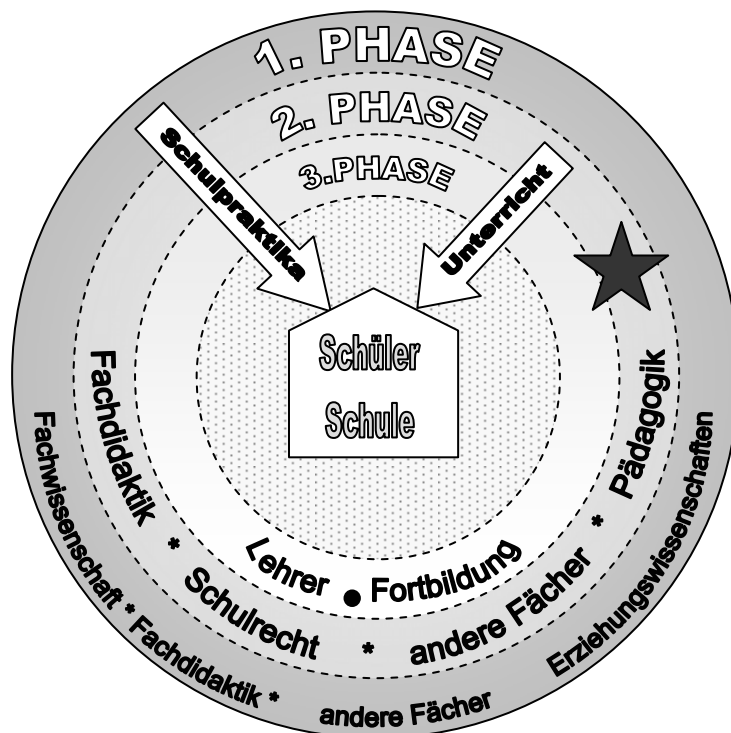 1. PHASE
2. PHASE
3.PHASE
Schulpraktika
Unterricht
Schüler
Schule
Lehrer ● Fortbildung
Fachdidaktik * Schulrecht * andere Fächer * Pädagogik
Fachwissenschaft * Fachdidaktik * andere Fächer Erziehungswissenschaften